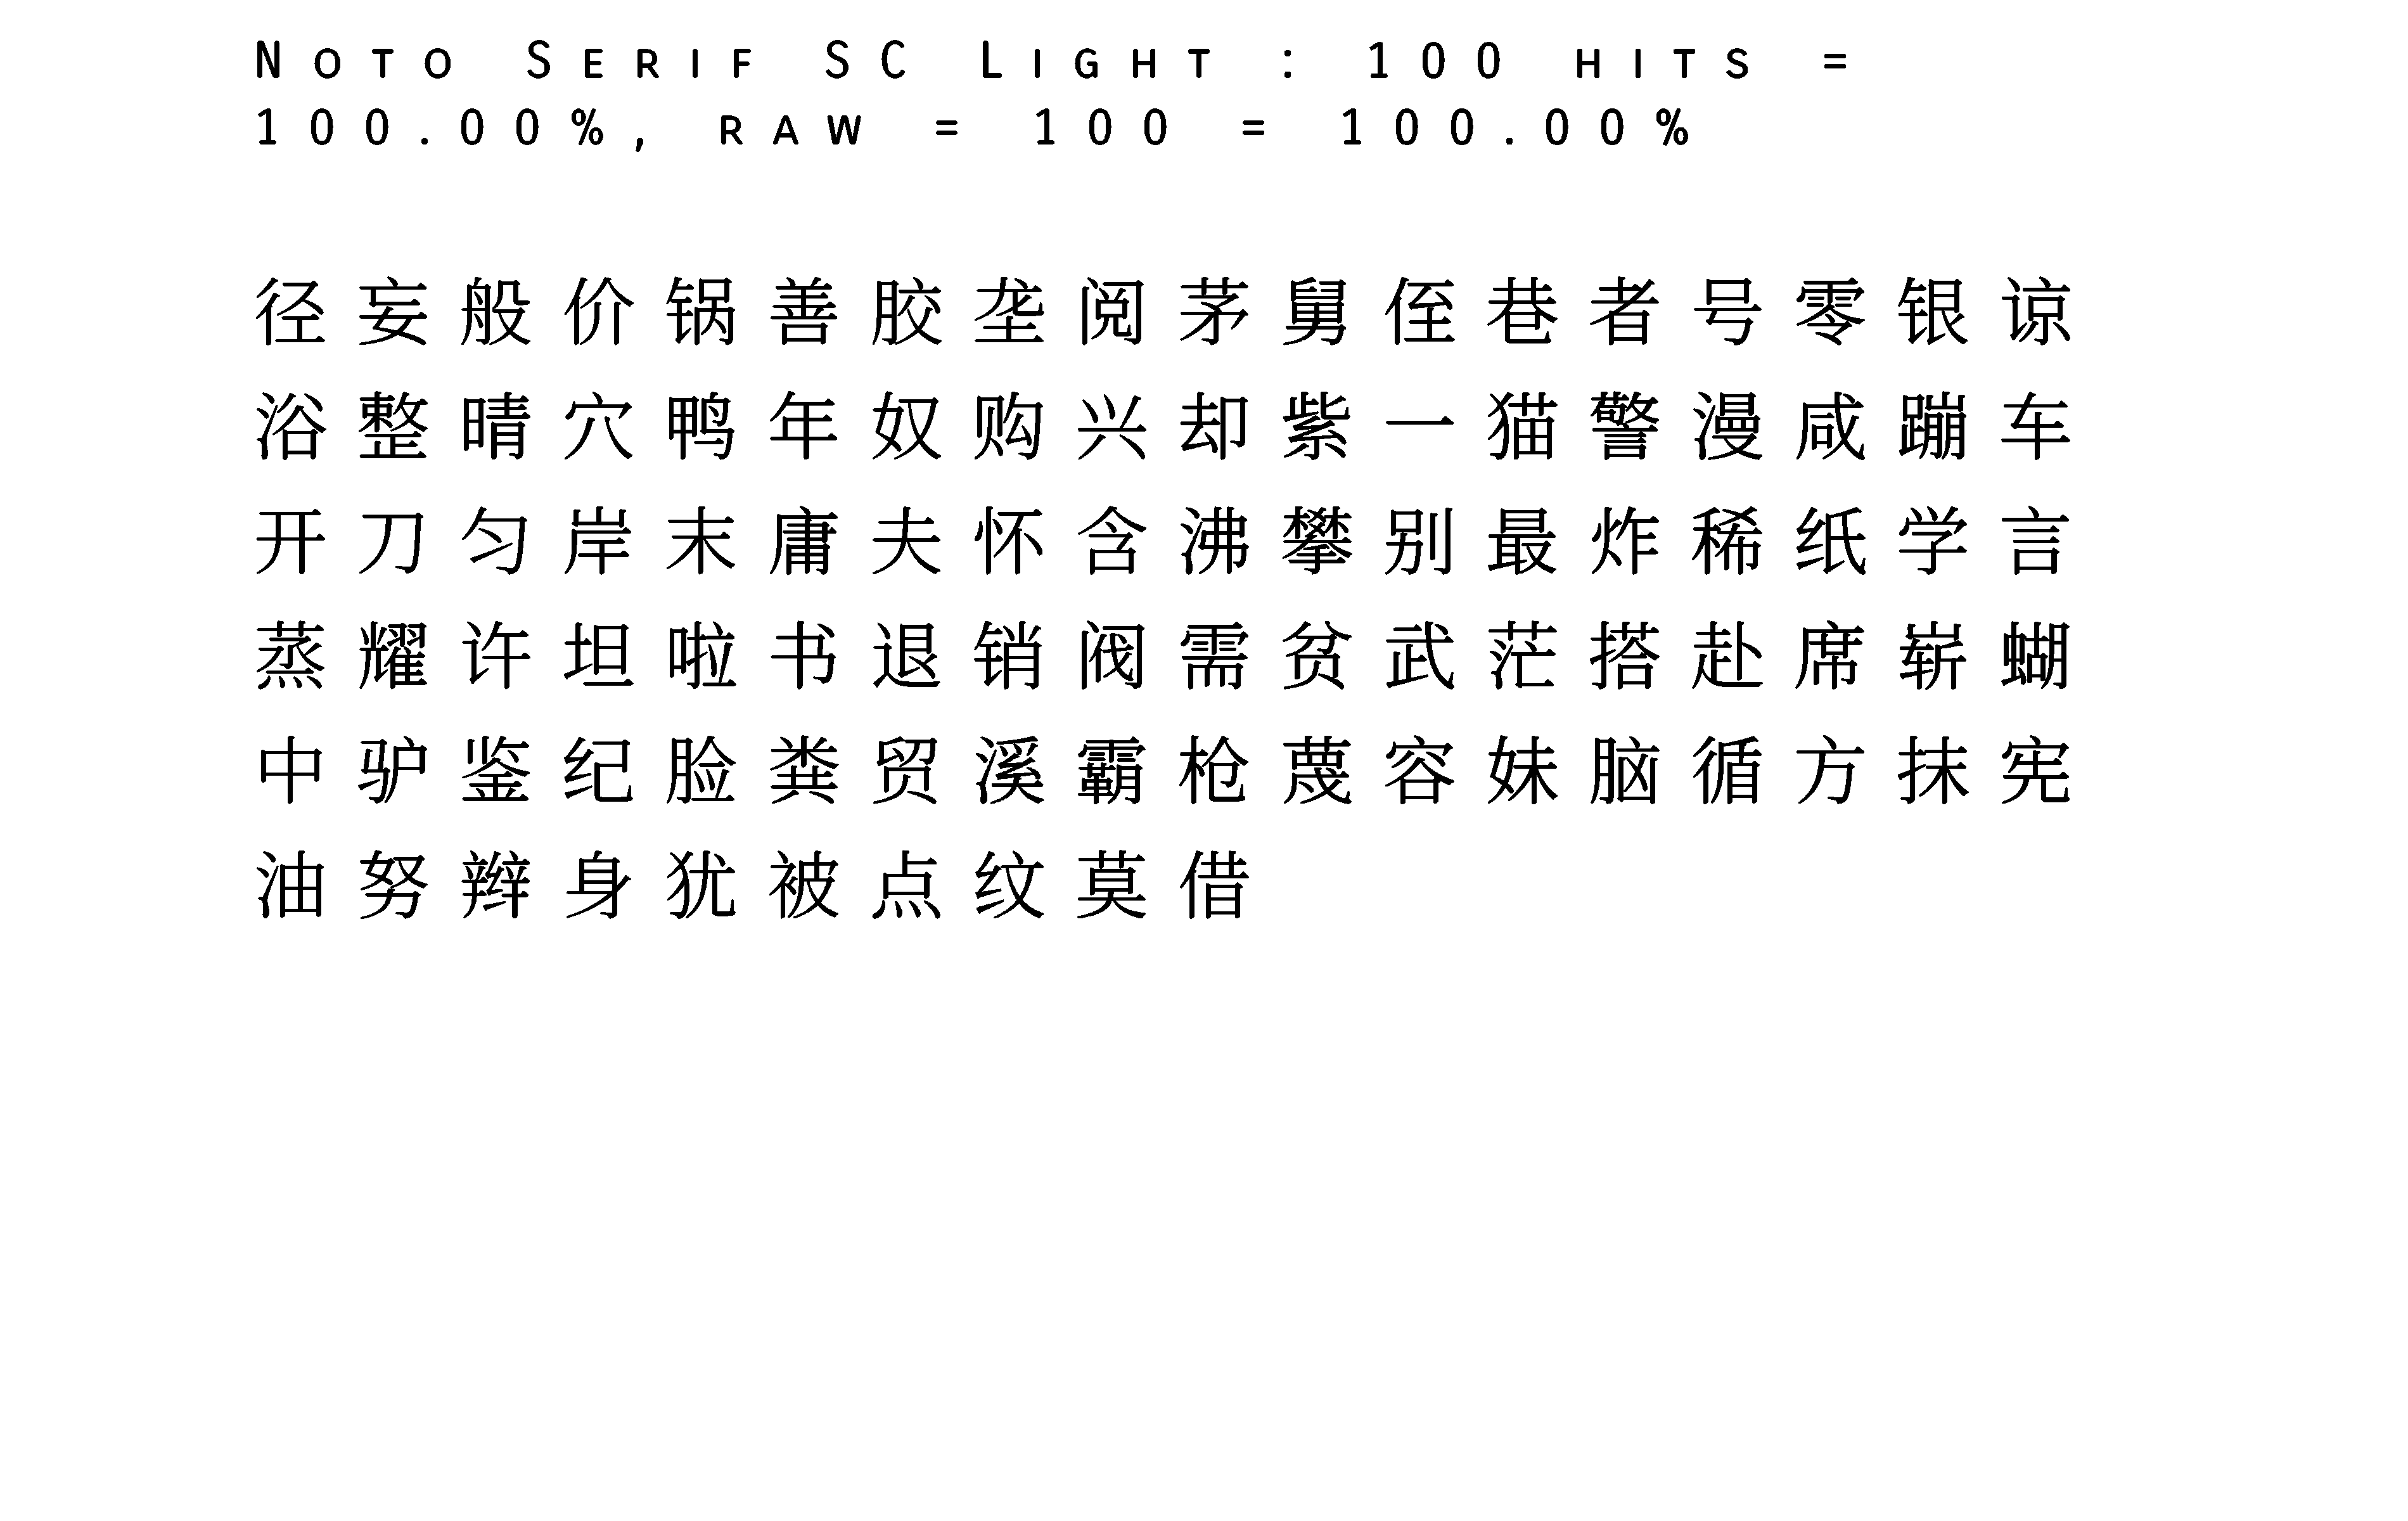 Noto Serif SC Light : 100 hits =
100.00%, raw = 100 = 100.00%
径妄般价锅善胶垄阅茅舅侄巷者号零银谅
浴整晴穴鸭年奴购兴却紫一猫警漫咸蹦车
开刀匀岸末庸夫怀含沸攀别最炸稀纸学言
蒸耀许坦啦书退销阀需贫武茫搭赴席崭蝴
中驴鉴纪脸粪贸溪霸枪蔑容妹脑循方抹宪
油努辫身犹被点纹莫借